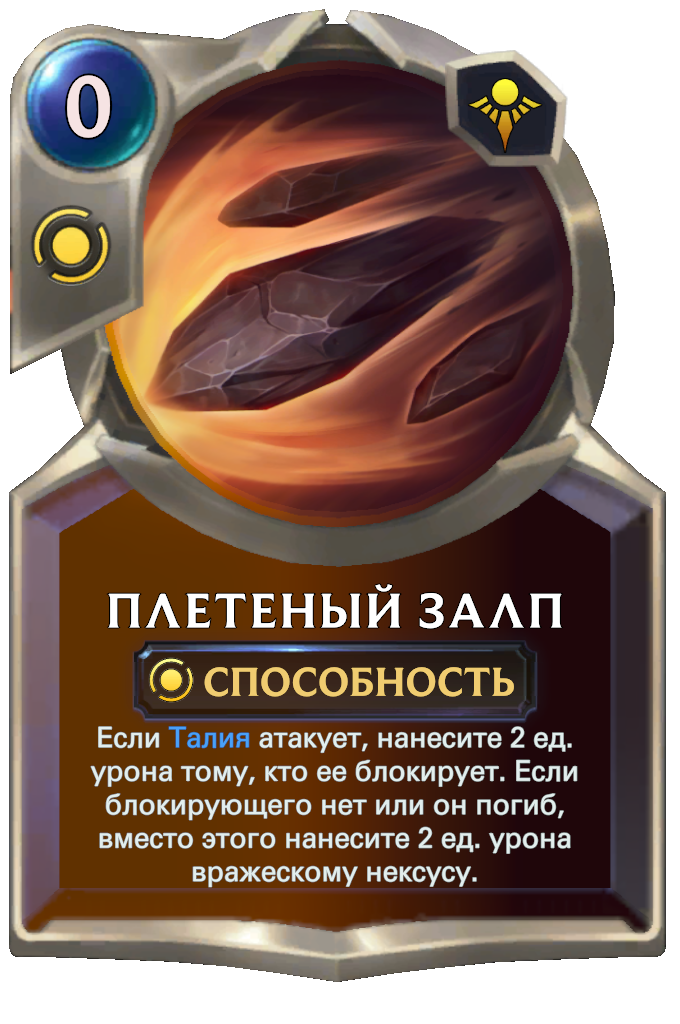 0
ПЛЕТЕНЫЙ ЗАЛП
СПОСОБНОСТЬ
Если Талия атакует, нанесите 2 ед.
урона тому, кто ее блокирует. Если
блокирующего нет или он погиб,
вместо этого нанесите 2 ед. урона
вражескому нексусу.